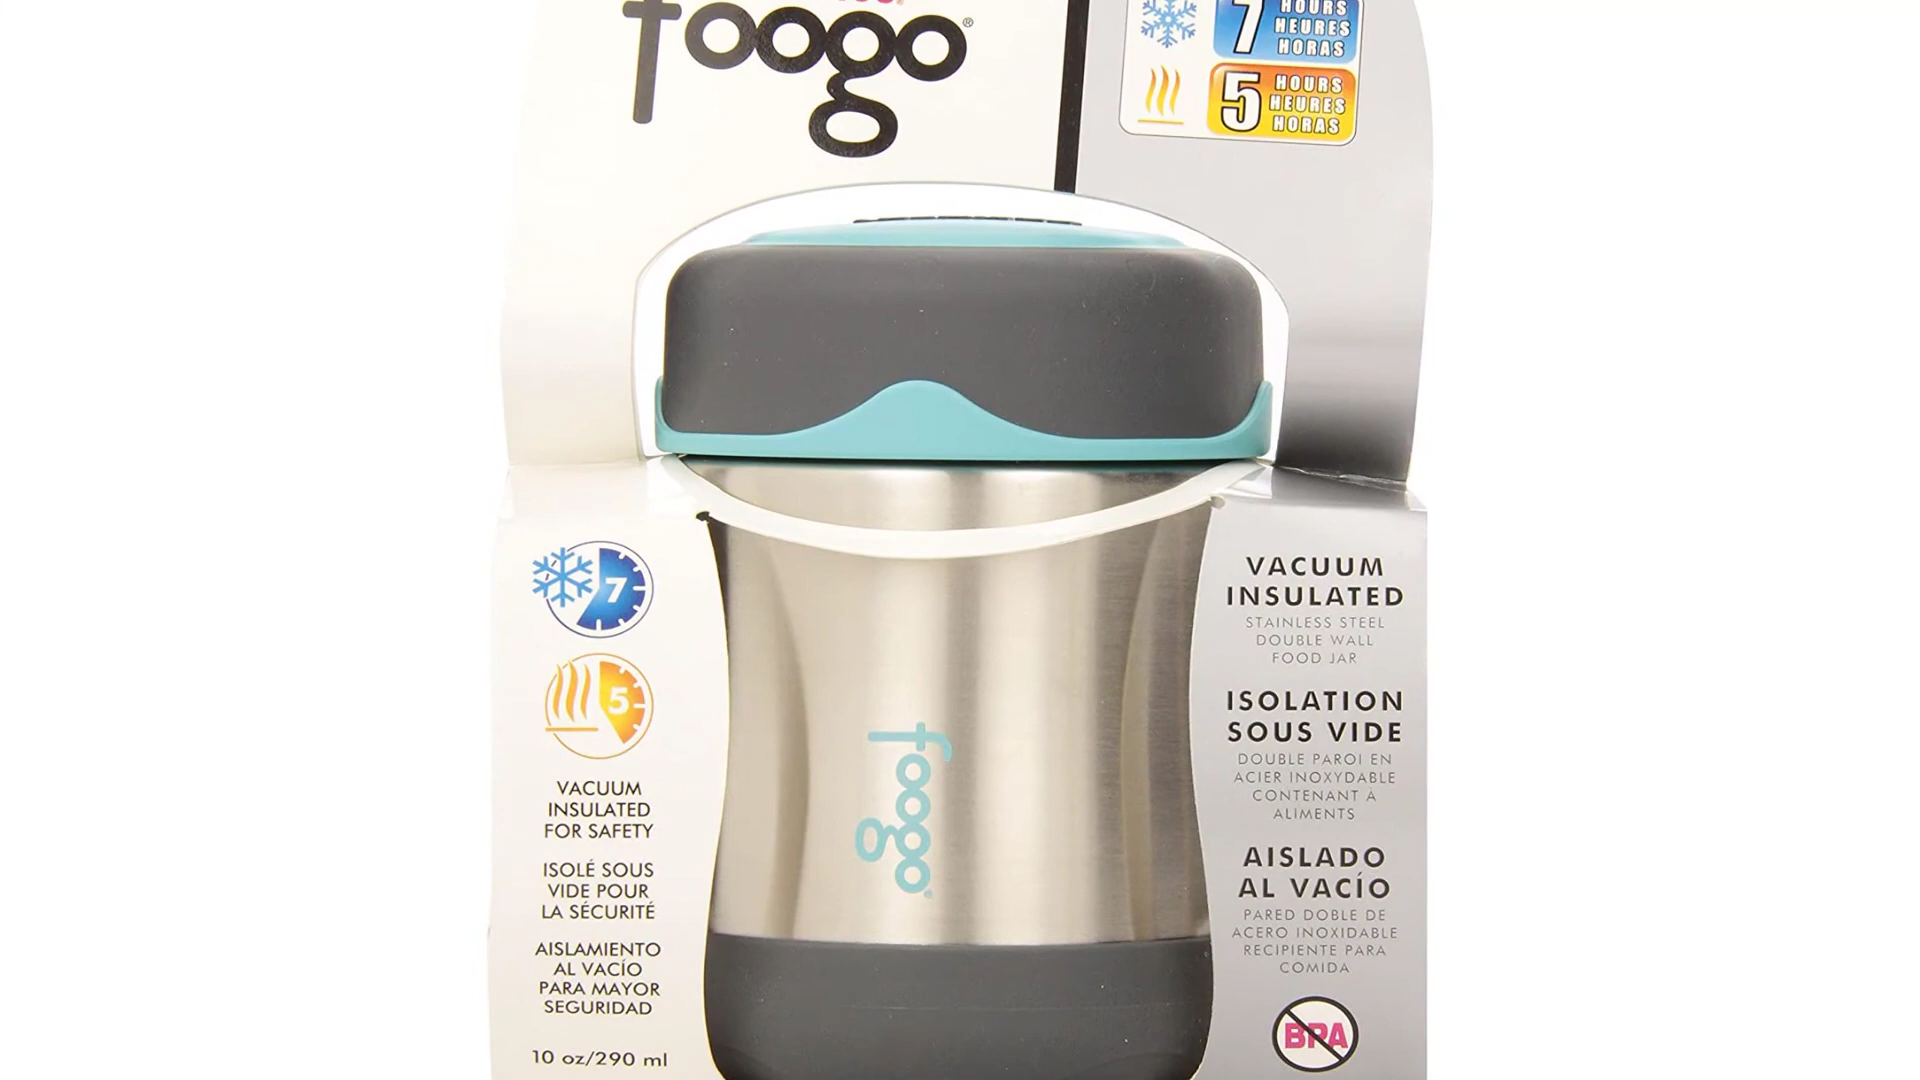 foogo®
7 HOURS
HEURES
HORAS
5 HOURS
HEURES
HORAS
7
5
VACUUM
INSULATED
FOR SAFETY
ISOLÉ SOUS
VIDE POUR
LA SÉCURITÉ
AISLAMIENTO
AL VACÍO
PARA MAYOR
SEGURIDAD
10 oz/290 ml
foogo®
VACUUM
INSULATED
STAINLESS STEEL
DOUBLE WALL
FOOD JAR
ISOLATION
SOUS VIDE
DOUBLE PAROI EN
ACIER INOXYDABLE
CONTENANT À
ALIMENTS
AISLADO
AL VACÍO
PARED DOBLE DE
ACERO INOXIDABLE
RECIPIENTE PARA
COMIDA
BPA